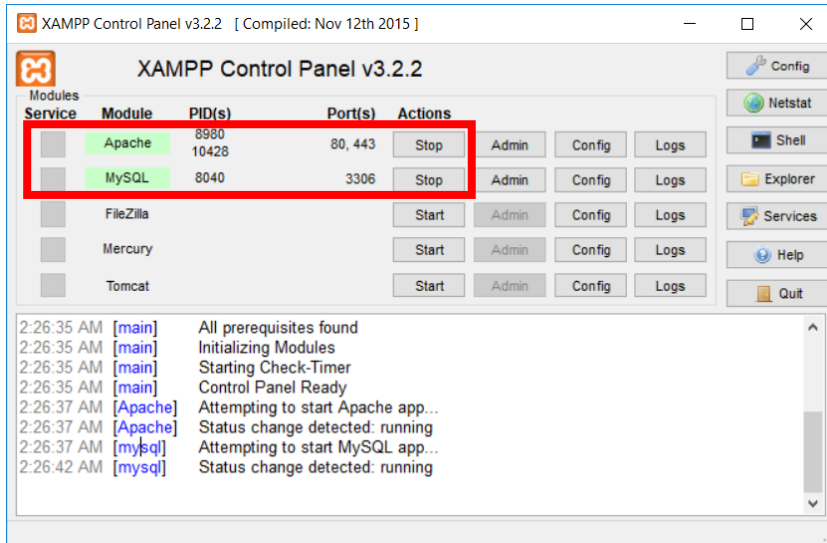 XAMPP Control Panel v3.2.2 [ Compiled: Nov 12th 2015 ]
XAMPP Control Panel v3.2.2
Config
Modules
Service Module PID(s) Port(s) Actions
Netstat
Apache 8980 10428 80, 443 Stop Admin Config Logs
Shell
MySQL 8040 3306 Stop Admin Config Logs
Explorer
FileZilla Start Admin Config Logs
Services
Mercury Start Admin Config Logs
Help
Tomcat Start Admin Config Logs
Quit
2:26:35 AM [main] All prerequisites found
2:26:35 AM [main] Initializing Modules
2:26:35 AM [main] Starting Check-Timer
2:26:35 AM [main] Control Panel Ready
2:26:37 AM [Apache] Attempting to start Apache app...
2:26:37 AM [Apache] Status change detected: running
2:26:37 AM [mysql] Attempting to start MySQL app...
2:26:42 AM [mysql] Status change detected: running